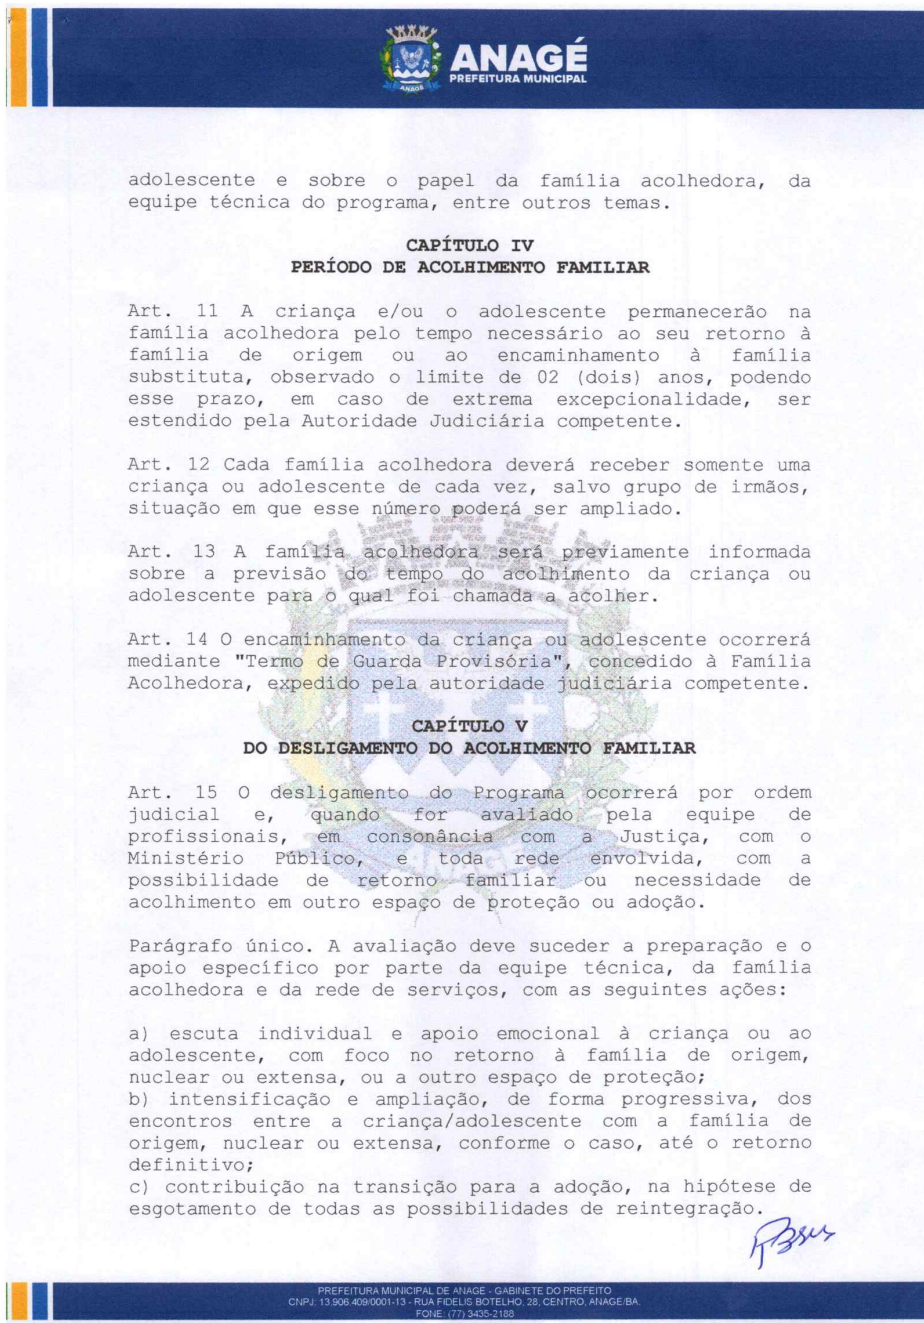 ANAGÉ
PREFEITURA MUNICIPAL
ANAGÉ
adolescente e sobre o papel da família acolhedora, da
equipe técnica do programa, entre outros temas.
CAPÍTULO IV
PERÍODO DE ACOLHIMENTO FAMILIAR
Art. 11 A criança e/ou o adolescente permanecerão na
família acolhedora pelo tempo necessário ao seu retorno à
família de origem ou ao encaminhamento à família
substituta, observado o limite de 02 (dois) anos, podendo
esse prazo, em caso de extrema excepcionalidade, ser
estendido pela Autoridade Judiciária competente.
Art. 12 Cada família acolhedora deverá receber somente uma
criança ou adolescente de cada vez, salvo grupo de irmãos,
situação em que esse número poderá ser ampliado.
Art. 13 A família acolhedora será previamente informada
sobre a previsão do tempo do acolhimento da criança ou
adolescente para o qual foi chamada a acolher.
Art. 14 O encaminhamento da criança ou adolescente ocorrerá
mediante "Termo de Guarda Provisória", concedido à Família
Acolhedora, expedido pela autoridade judiciária competente.
CAPÍTULO V
DO DESLIGAMENTO DO ACOLHIMENTO FAMILIAR
Art. 15 O desligamento do Programa ocorrerá por ordem
judicial e, quando for avaliado pela equipe de
profissionais, em consonância com a Justiça, com o
Ministério Público, e toda rede envolvida, com a
possibilidade de retorno familiar ou necessidade de
acolhimento em outro espaço de proteção ou adoção.
ANAGÉ
Parágrafo único. A avaliação deve suceder a preparação e o
apoio específico por parte da equipe técnica, da família
acolhedora e da rede de serviços, com as seguintes ações:
a) escuta individual e apoio emocional à criança ou ao
adolescente, com foco no retorno à família de origem,
nuclear ou extensa, ou a outro espaço de proteção;
b) intensificação e ampliação, de forma progressiva, dos
encontros entre a criança/adolescente com a família de
origem, nuclear ou extensa, conforme o caso, até o retorno
definitivo;
c) contribuição na transição para a adoção, na hipótese de
esgotamento de todas as possibilidades de reintegração.
PREFEITURA MUNICIPAL DE ANAGE - GABINETE DO PREFEITO
CNPJ: 13.906.409/0001-13 - RUA FIDELIS BOTELHO, 28, CENTRO, ANAGE/BA.
FONE: (77) 3435-2188